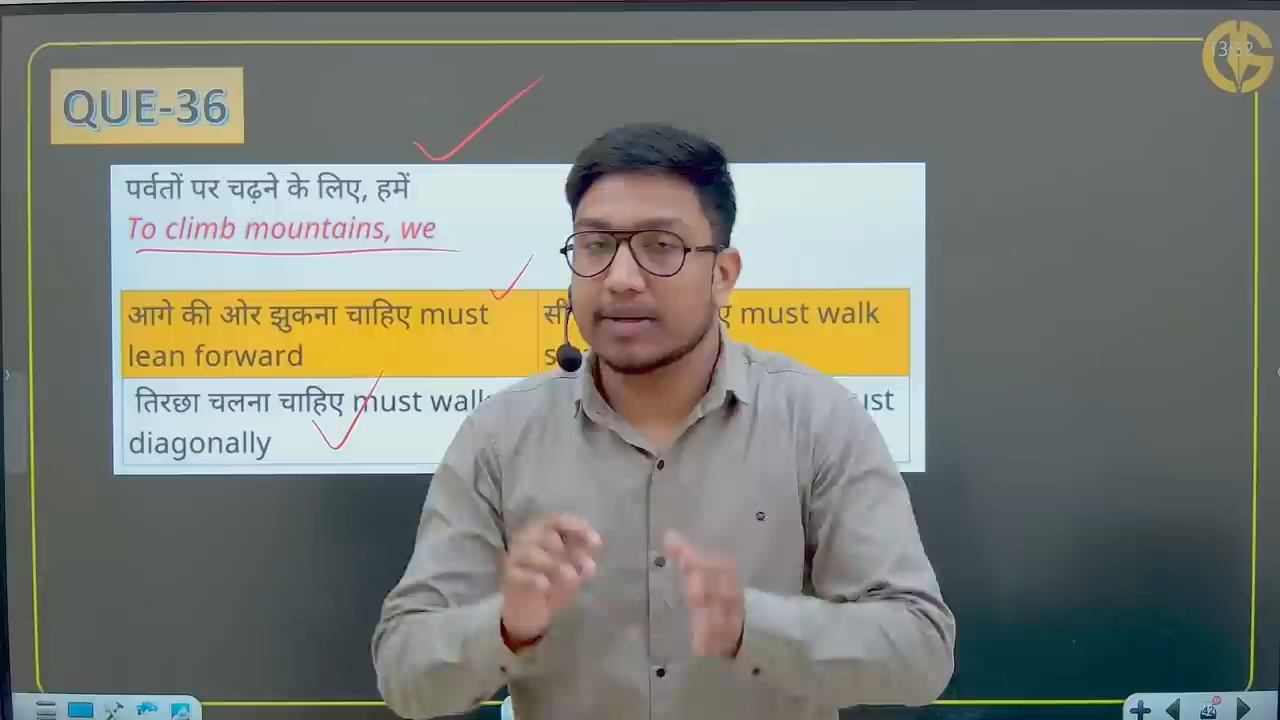 QUE-36
पर्वतों पर चढ़ने के लिए, हमें
To climb mountains, we
आगे की ओर झुकना चाहिए must
lean forward
must walk
तिरछा चलना चाहिए must walk
diagonally